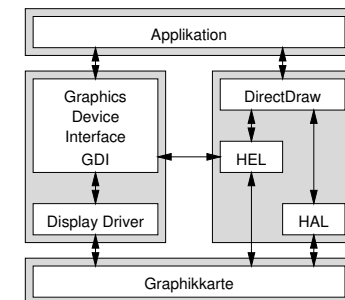 Applikation
Graphics
Device
Interface
GDI
Display Driver
DirectDraw
HEL
HAL
Graphikkarte